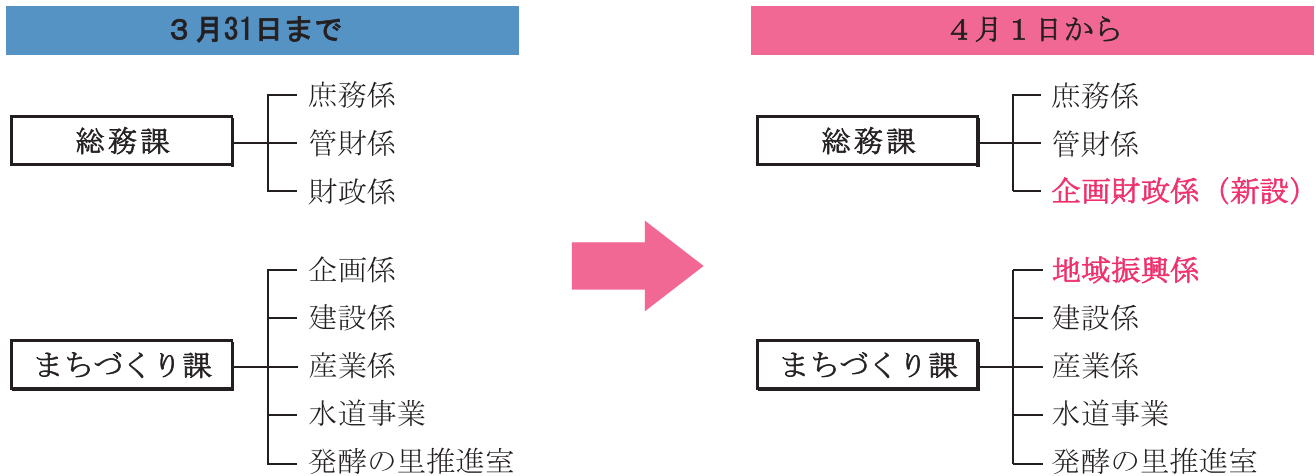 ３月31日まで
総務課
庶務係
管財係
財政係
まちづくり課
企画係
建設係
産業係
水道事業
発酵の里推進室
４月１日から
総務課
庶務係
管財係
企画財政係（新設）
まちづくり課
地域振興係
建設係
産業係
水道事業
発酵の里推進室